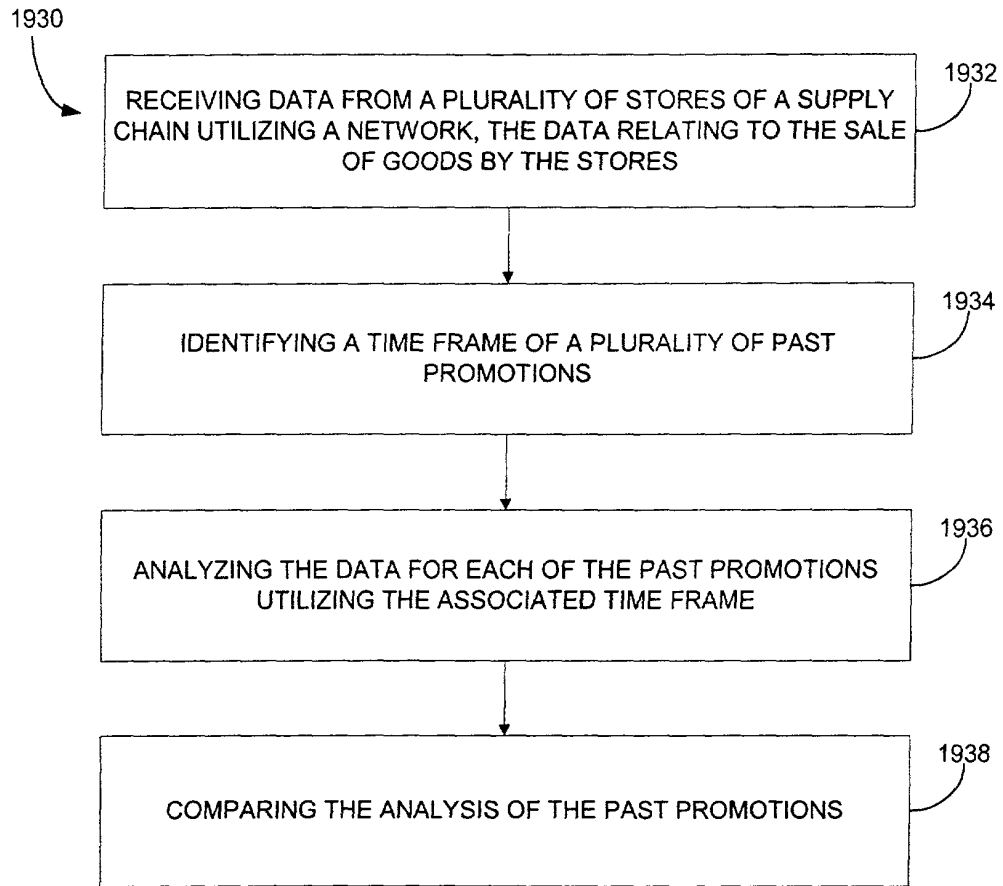 1930
1932
RECEIVING DATA FROM A PLURALITY OF STORES OF A SUPPLY
CHAIN UTILIZING A NETWORK, THE DATA RELATING TO THE SALE
OF GOODS BY THE STORES
1934
IDENTIFYING A TIME FRAME OF A PLURALITY OF PAST
PROMOTIONS
1936
ANALYZING THE DATA FOR EACH OF THE PAST PROMOTIONS
UTILIZING THE ASSOCIATED TIME FRAME
1938
COMPARING THE ANALYSIS OF THE PAST PROMOTIONS